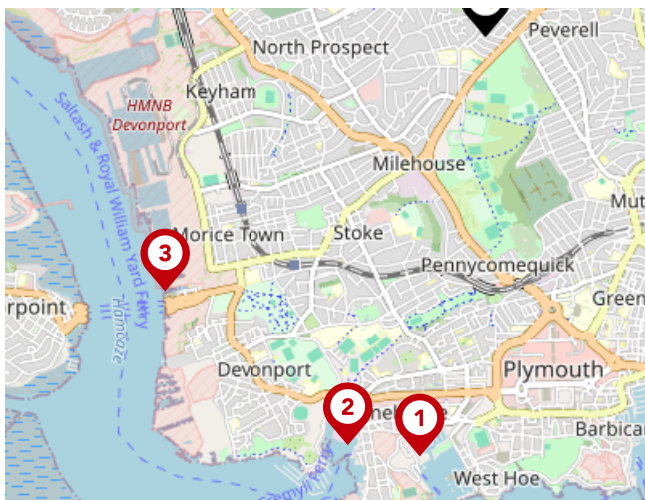 Peverell
North Prospect
Keyham
HMNB
Devonport
Saltash & Royal William Yard Ferry
Milehouse
Mut
3
Morice Town
Stoke
Pennycomequick
Hamoaze
rpoint
Green
Devonport
Plymouth
2
1
Barbican
West Hoe